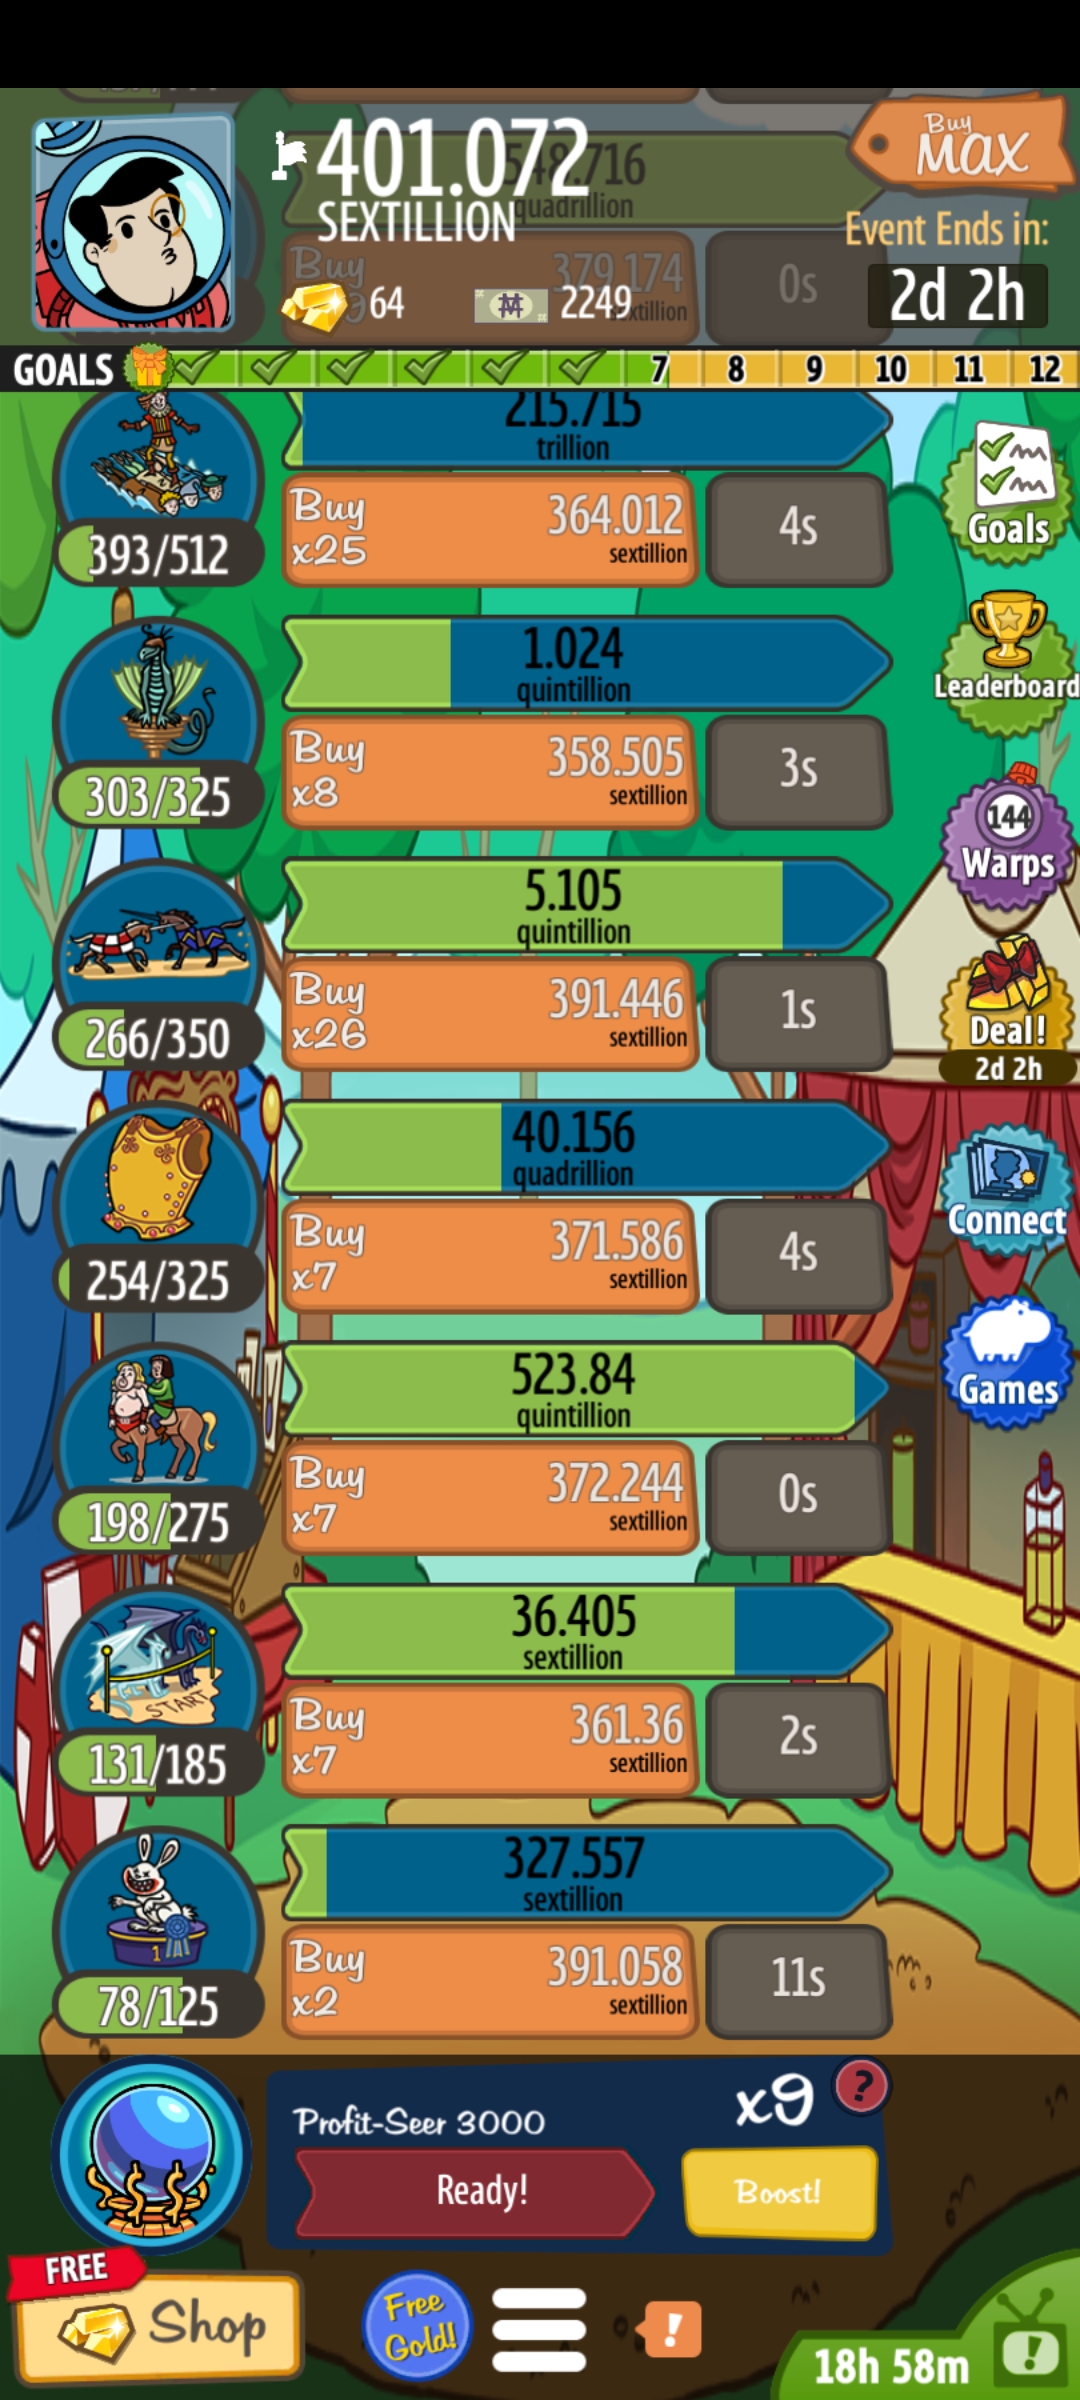 401.072
SEXTILLION
548.716
quadrillion
Buy
MAX
Event Ends in:
2d 2h
Buy
379.174
sextillion
0s
64
2249
GOALS
7
8
9
10
11
12
215.715
trillion
393/512
Buy
x25
364.012
sextillion
4s
Goals
1.024
quintillion
303/325
Buy
x8
358.505
sextillion
3s
Leaderboard
144
Warps
5.105
quintillion
266/350
Buy
x26
391.446
sextillion
1s
Deal!
2d 2h
40.156
quadrillion
254/325
Buy
x7
371.586
sextillion
4s
Connect
523.84
quintillion
198/275
Buy
x7
372.244
sextillion
0s
Games
36.405
sextillion
START
131/185
Buy
x7
361.36
sextillion
2s
327.557
sextillion
1
78/125
Buy
x2
391.058
sextillion
11s
Profit-Seer 3000
x9
?
Ready!
Boost!
FREE
Shop
Free
Gold!
!
18h 58m
!